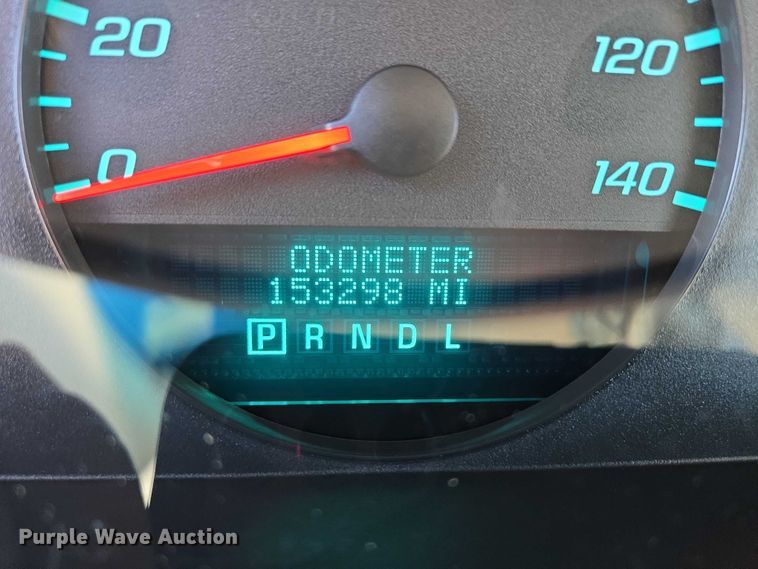 20
120
0
140
ODOMETER
153298 MI
P R N D L
Purple Wave Auction